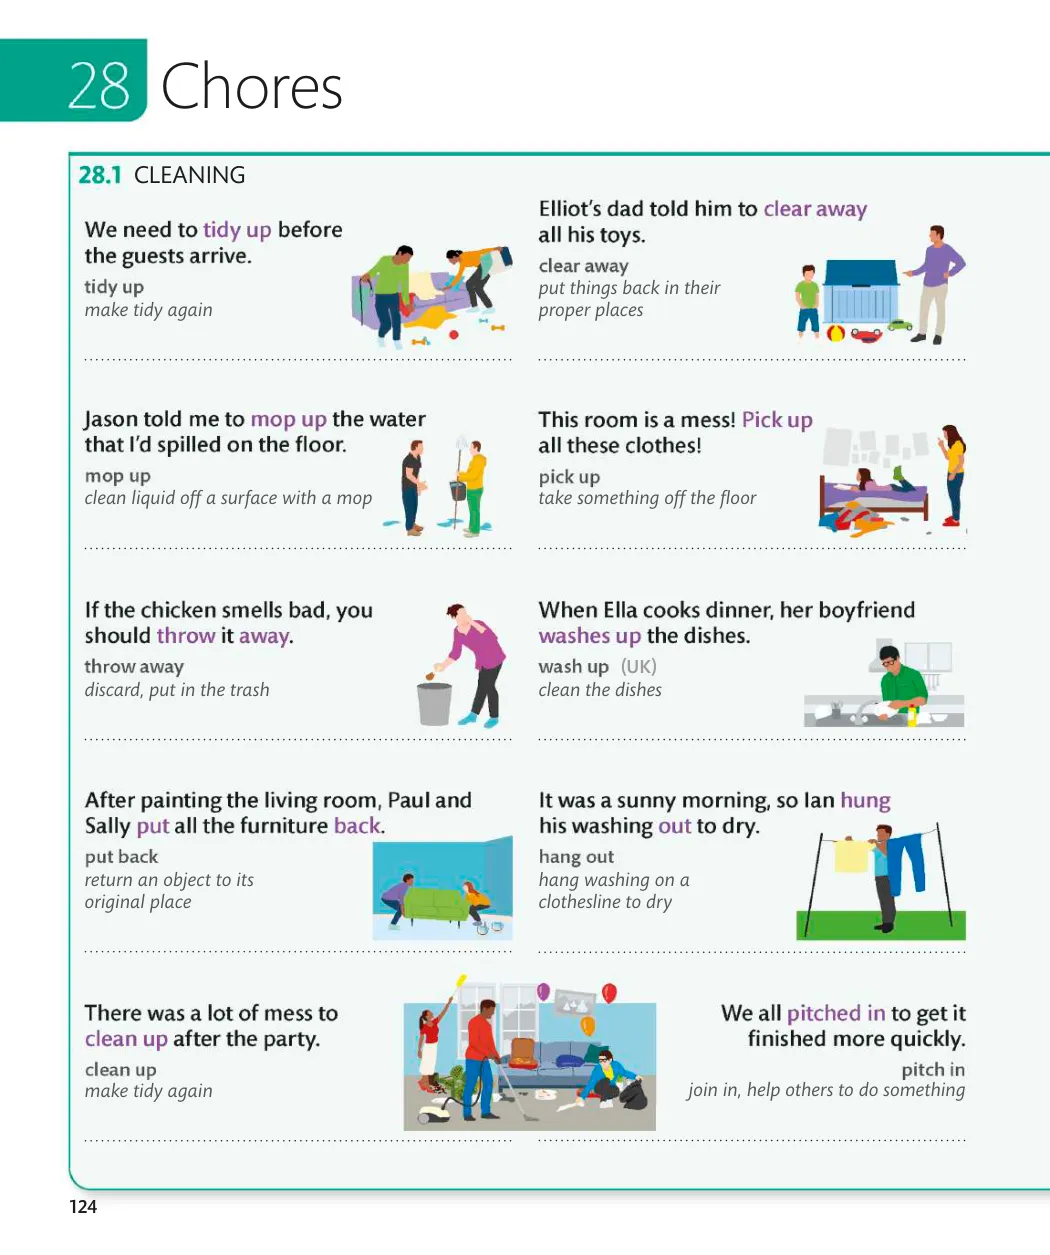 28 Chores
28.1 CLEANING
We need to tidy up before
the guests arrive.
tidy up
make tidy again
Elliot's dad told him to clear away
all his toys.
clear away
put things back in their
proper places
Jason told me to mop up the water
that I'd spilled on the floor.
mop up
clean liquid off a surface with a mop
This room is a mess! Pick up
all these clothes!
pick up
take something off the floor
If the chicken smells bad, you
should throw it away.
throw away
discard, put in the trash
When Ella cooks dinner, her boyfriend
washes up the dishes.
wash up (UK)
clean the dishes
After painting the living room, Paul and
Sally put all the furniture back.
put back
return an object to its
original place
It was a sunny morning, so Ian hung
his washing out to dry.
hang out
hang washing on a
clothesline to dry
There was a lot of mess to
clean up after the party.
clean up
make tidy again
We all pitched in to get it
finished more quickly.
pitch in
join in, help others to do something
124